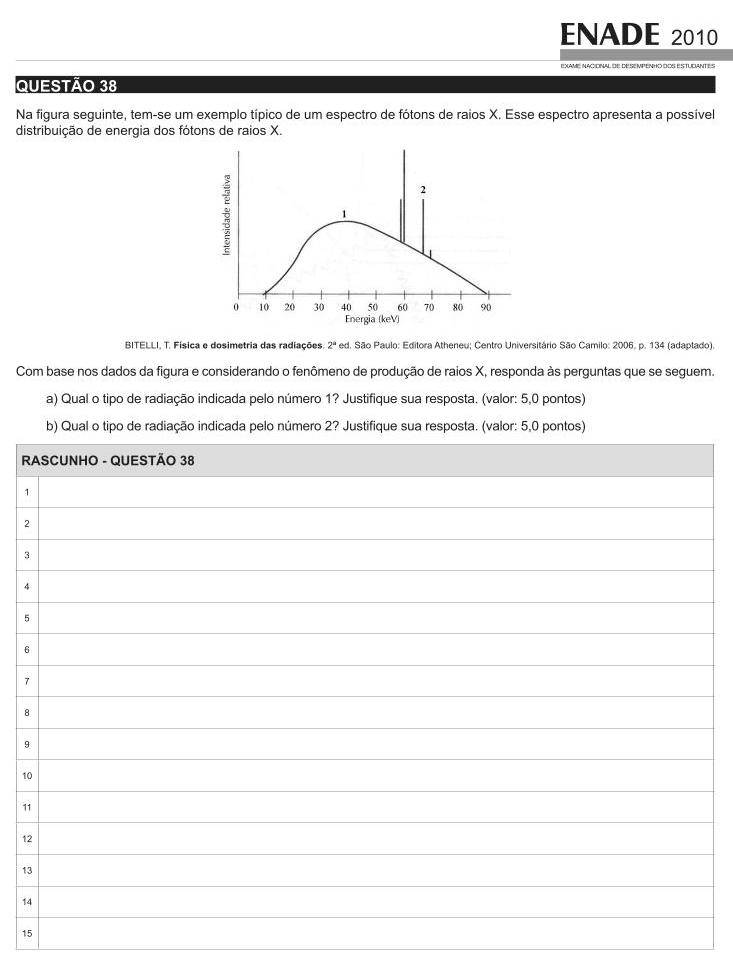 ENADE 2010
EXAME NACIONAL DE DESEMPENHO DOS ESTUDANTES
QUESTÃO 38
Na figura seguinte, tem-se um exemplo típico de um espectro de fótons de raios X. Esse espectro apresenta a possível
distribuição de energia dos fótons de raios X.
Intensidade relativa
1
2
0 10 20 30 40 50 60 70 80 90
Energia (keV)
BITELLI, T. Física e dosimetria das radiações. 2ª ed. São Paulo: Editora Atheneu; Centro Universitário São Camilo: 2006, p. 134 (adaptado).
Com base nos dados da figura e considerando o fenômeno de produção de raios X, responda às perguntas que se seguem.
a) Qual o tipo de radiação indicada pelo número 1? Justifique sua resposta. (valor: 5,0 pontos)
b) Qual o tipo de radiação indicada pelo número 2? Justifique sua resposta. (valor: 5,0 pontos)
RASCUNHO - QUESTÃO 38
1
2
3
4
5
6
7
8
9
10
11
12
13
14
15